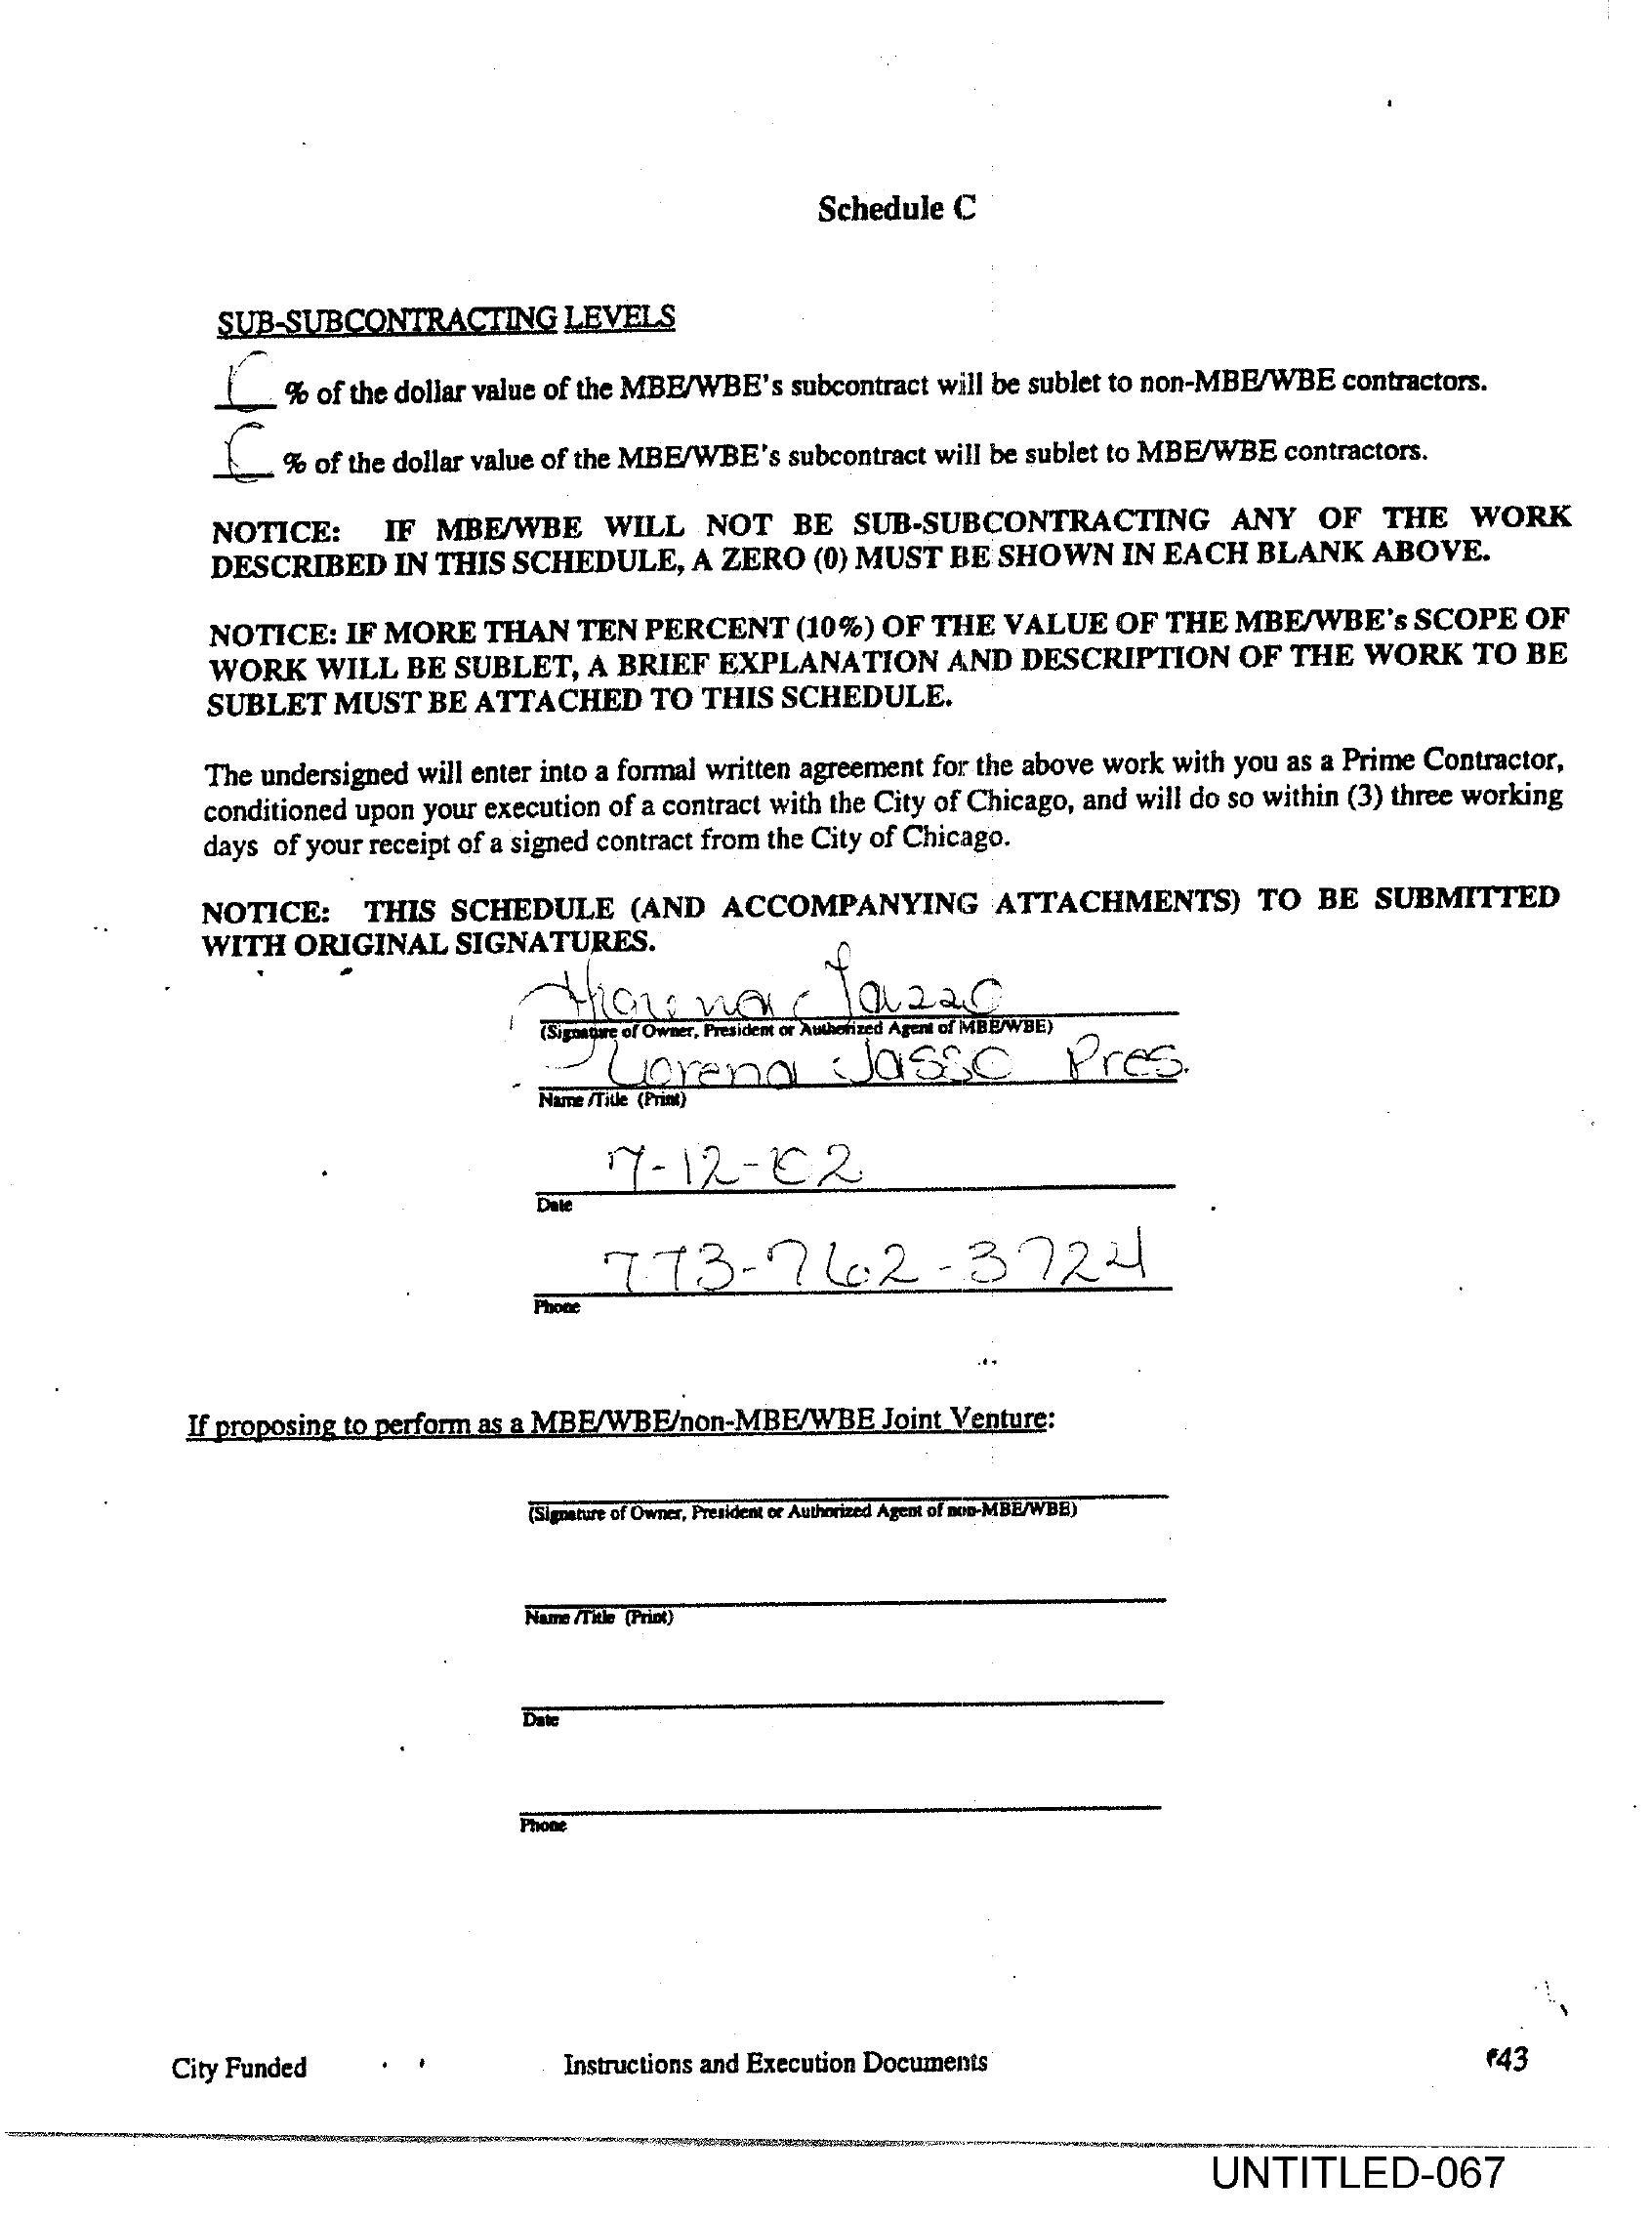 Schedule C
SUB-SUBCONTRACTING LEVELS
% of the dollar value of the MBE/WBE's subcontract will be sublet to non-MBE/WBE contractors.
% of the dollar value of the MBE/WBE's subcontract will be sublet to MBE/WBE contractors.
NOTICE: IF MBE/WBE WILL NOT BE SUB-SUBCONTRACTING ANY OF THE WORK
DESCRIBED IN THIS SCHEDULE, A ZERO (0) MUST BE SHOWN IN EACH BLANK ABOVE.
NOTICE: IF MORE THAN TEN PERCENT (10%) OF THE VALUE OF THE MBE/WBE's SCOPE OF
WORK WILL BE SUBLET, A BRIEF EXPLANATION AND DESCRIPTION OF THE WORK TO BE
SUBLET MUST BE ATTACHED TO THIS SCHEDULE.
The undersigned will enter into a formal written agreement for the above work with you as a Prime Contractor,
conditioned upon your execution of a contract with the City of Chicago, and will do so within (3) three working
days of your receipt of a signed contract from the City of Chicago.
NOTICE: THIS SCHEDULE (AND ACCOMPANYING ATTACHMENTS) TO BE SUBMITTED
WITH ORIGINAL SIGNATURES.
(Signature of Owner, President or Authorized Agent of MBE/WBE)
Lorena Jasso Pres.
Name /Title (Print)
7-12-02
Date
773-762-3724
Phone
If proposing to perform as a MBE/WBE/non-MBE/WBE Joint Venture:
(Signature of Owner, President or Authorized Agent of non-MBE/WBE)
Name /Title (Print)
Date
Phone
City Funded Instructions and Execution Documents 43
UNTITLED-067